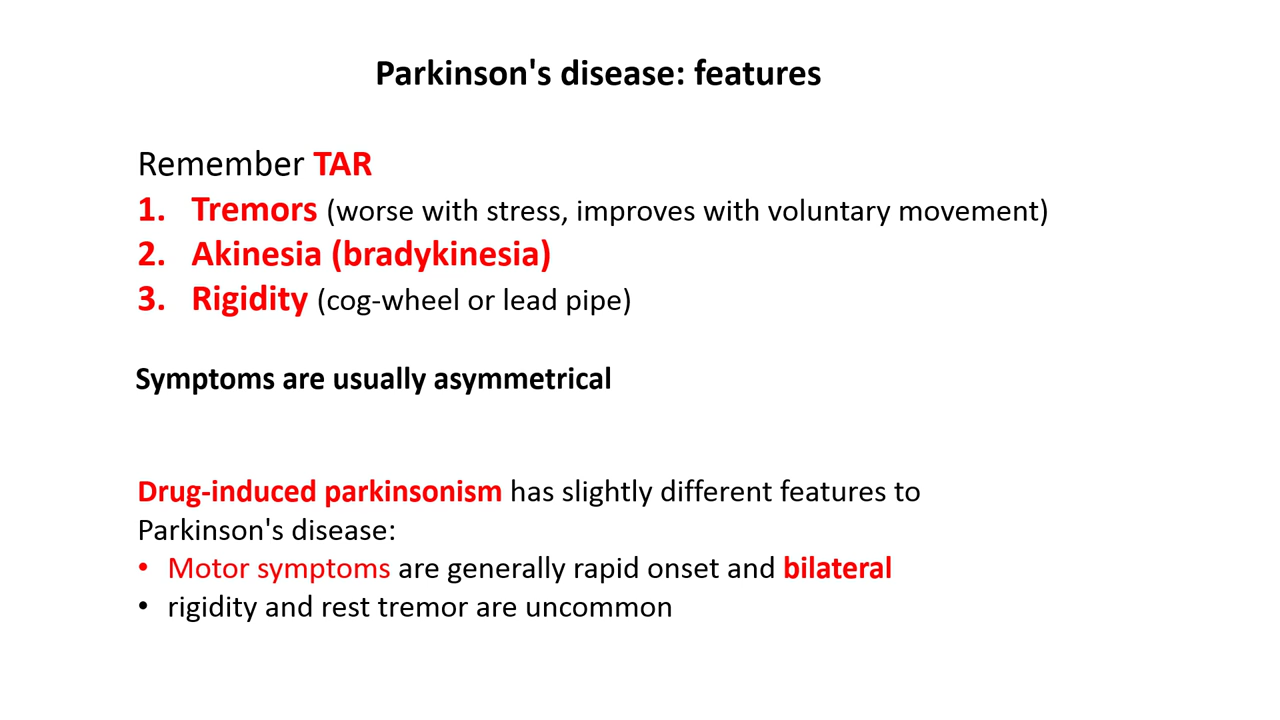 Parkinson's disease: features
Remember TAR
1. Tremors (worse with stress, improves with voluntary movement)
2. Akinesia (bradykinesia)
3. Rigidity (cog-wheel or lead pipe)
Symptoms are usually asymmetrical
Drug-induced parkinsonism has slightly different features to
Parkinson's disease:
• Motor symptoms are generally rapid onset and bilateral
• rigidity and rest tremor are uncommon